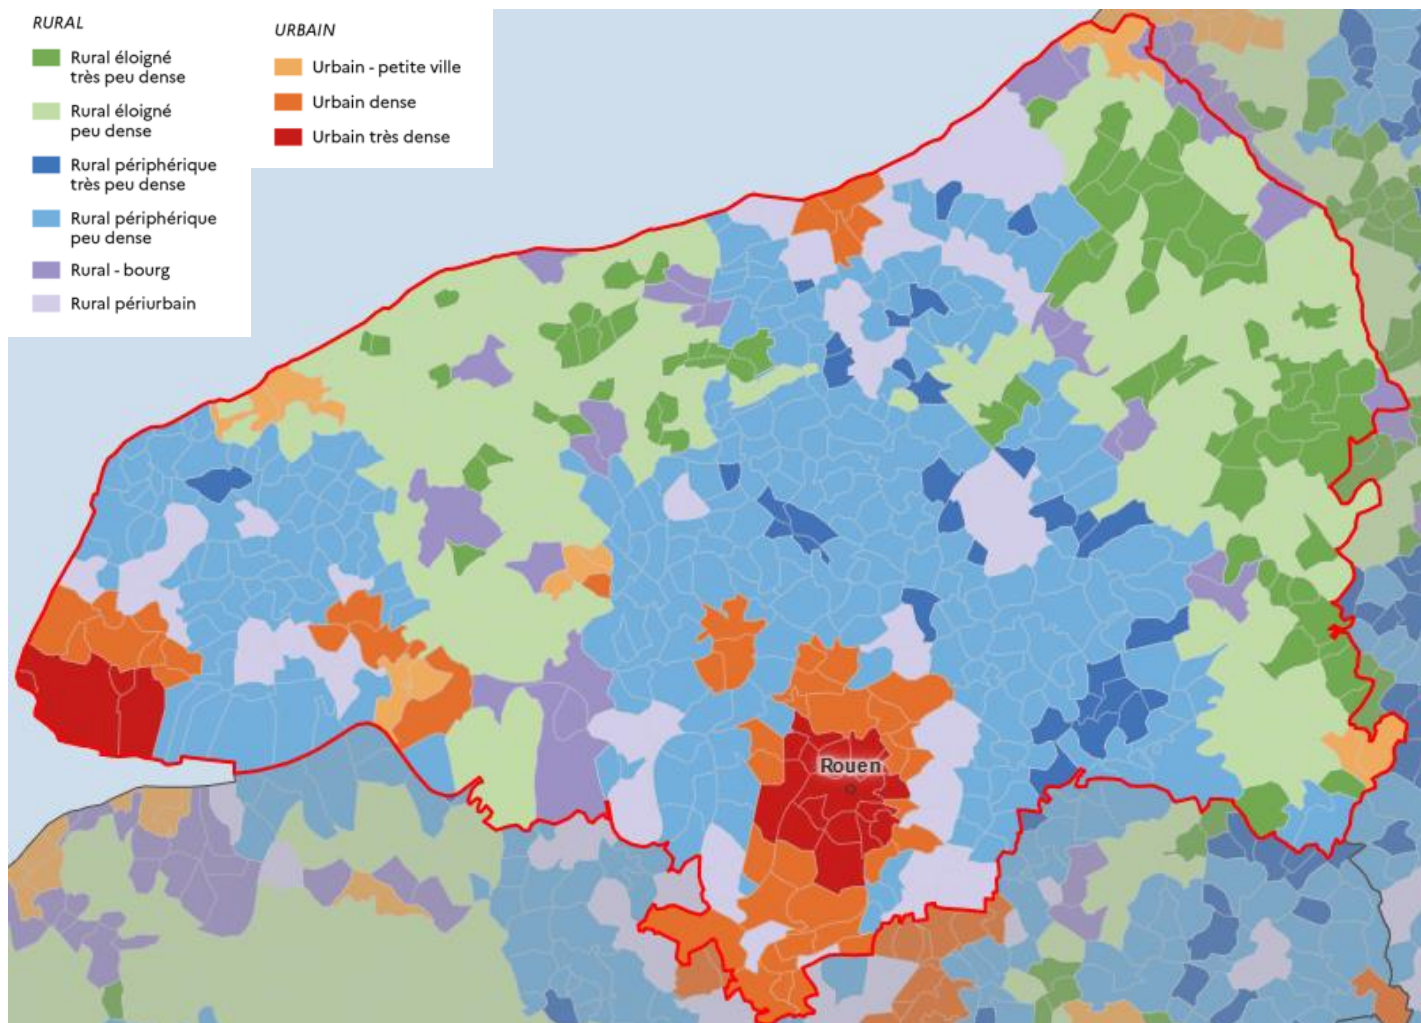 RURAL
Rural éloigné
très peu dense
Rural éloigné
peu dense
Rural périphérique
très peu dense
Rural périphérique
peu dense
Rural - bourg
Rural périurbain
URBAIN
Urbain - petite ville
Urbain dense
Urbain très dense
Rouen